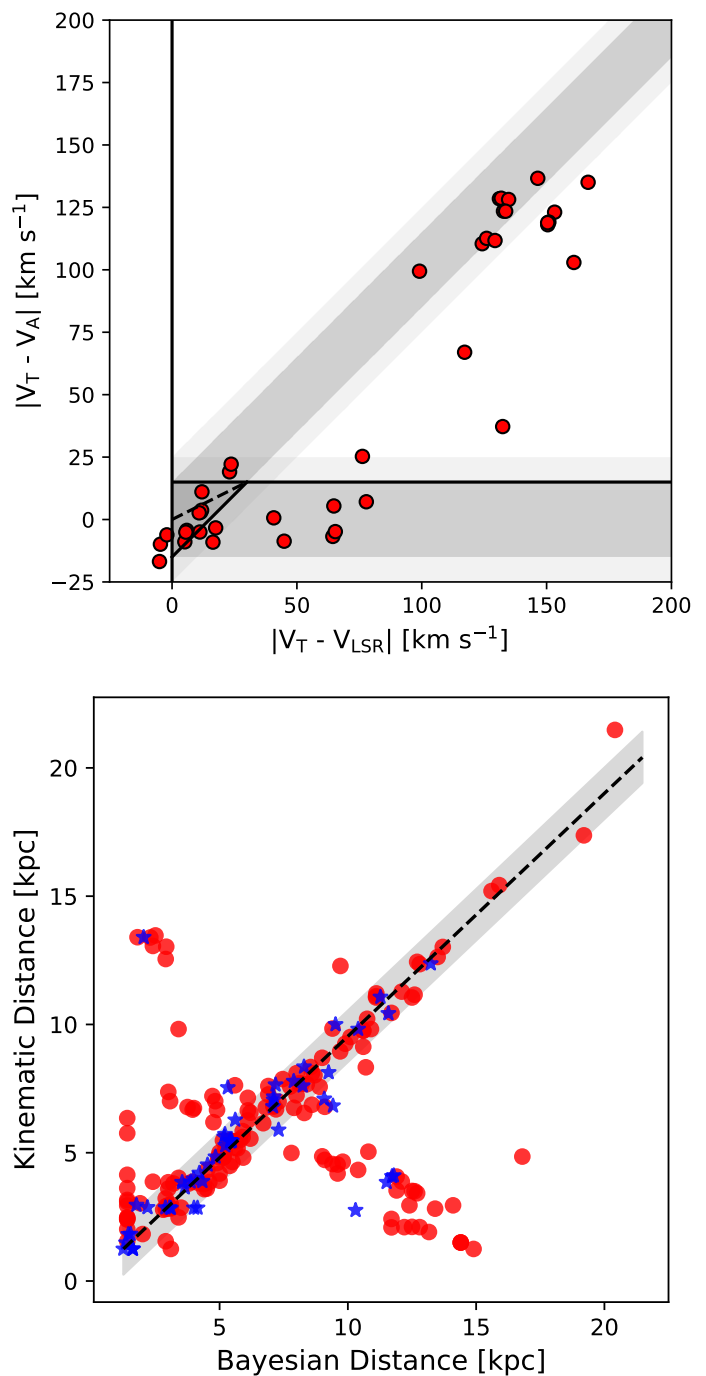 200
175
150
125
100
75
50
25
0
−25
|V_T - V_A| [km s⁻¹]
0 50 100 150 200
|V_T - V_LSR| [km s⁻¹]
20
15
10
5
0
Kinematic Distance [kpc]
5 10 15 20
Bayesian Distance [kpc]